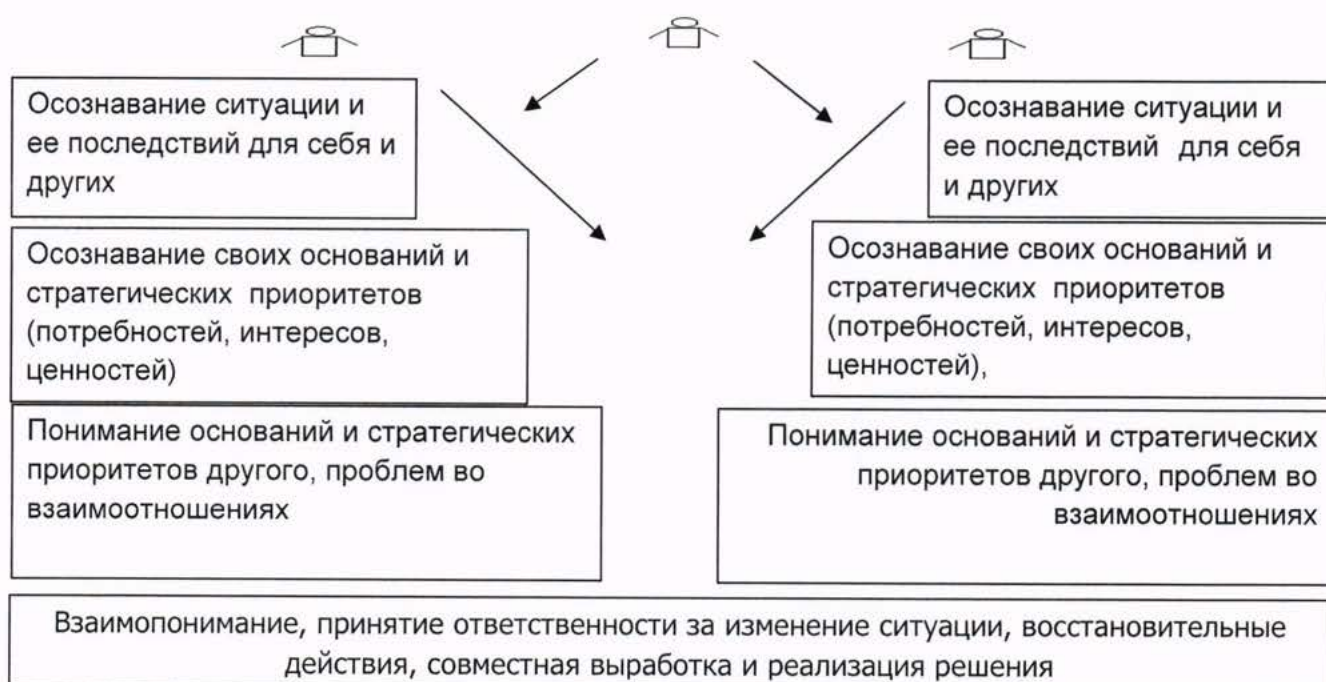 Осознавание ситуации и
ее последствий для себя и
других
Осознавание ситуации и
ее последствий для себя
и других
Осознавание своих оснований и
стратегических приоритетов
(потребностей, интересов,
ценностей)
Осознавание своих оснований и
стратегических приоритетов
(потребностей, интересов,
ценностей),
Понимание оснований и стратегических
приоритетов другого, проблем во
взаимоотношениях
Понимание оснований и стратегических
приоритетов другого, проблем во
взаимоотношениях
Взаимопонимание, принятие ответственности за изменение ситуации, восстановительные
действия, совместная выработка и реализация решения